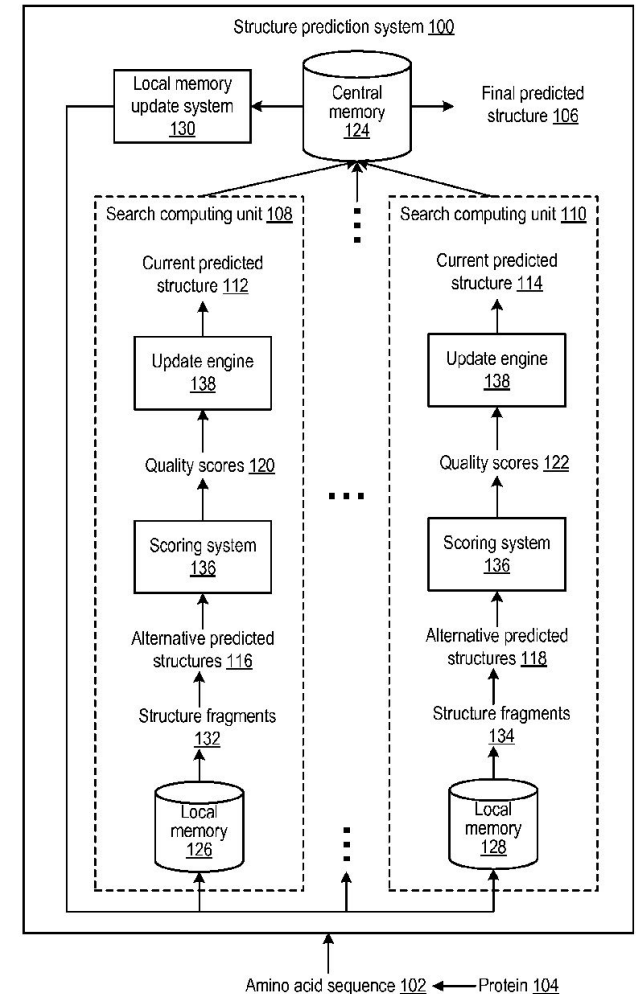 Structure prediction system 100
Local memory
update system
130
Central
memory
124
Final predicted
structure 106
Search computing unit 108
Current predicted
structure 112
Update engine
138
Quality scores 120
Scoring system
136
Alternative predicted
structures 116
Structure fragments
132
Local
memory
126
Search computing unit 110
Current predicted
structure 114
Update engine
138
Quality scores 122
Scoring system
136
Alternative predicted
structures 118
Structure fragments
134
Local
memory
128
Amino acid sequence 102
Protein 104